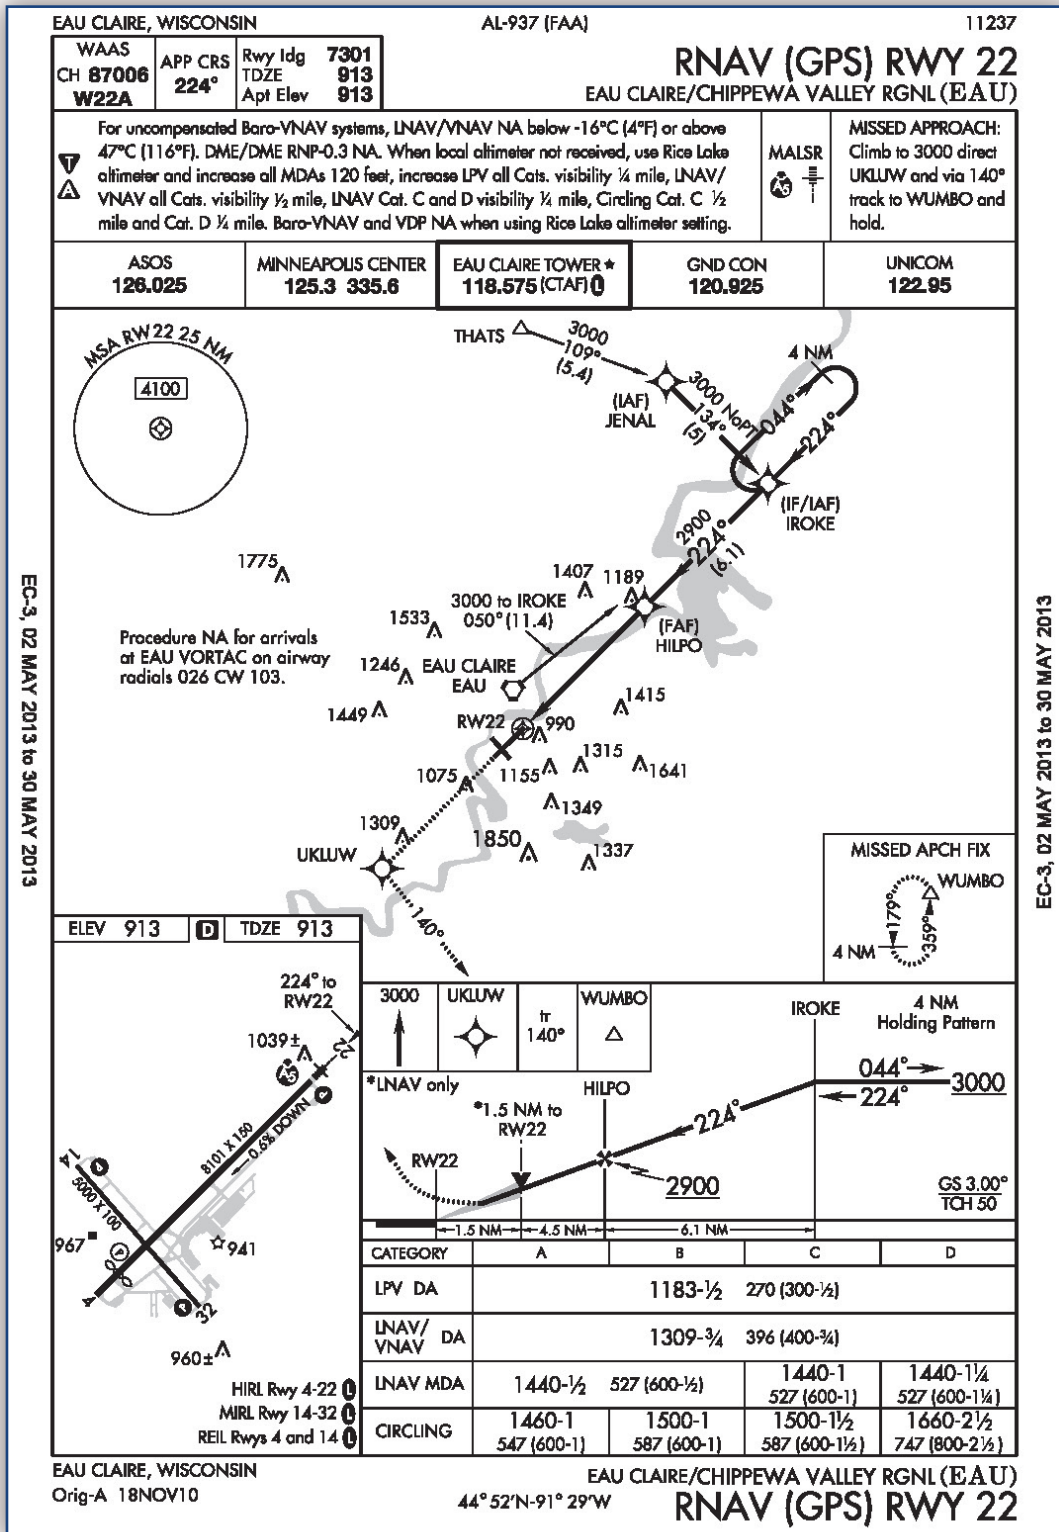 EAU CLAIRE, WISCONSIN
AL-937 (FAA)
11237
WAAS
CH 87006
W22A
APP CRS
224°
Rwy ldg 7301
TDZE 913
Apt Elev 913
RNAV (GPS) RWY 22
EAU CLAIRE/CHIPPEWA VALLEY RGNL (EAU)
T
A
For uncompensated Baro-VNAV systems, LNAV/VNAV NA below -16°C (4°F) or above
47°C (116°F). DME/DME RNP-0.3 NA. When local altimeter not received, use Rice Lake
altimeter and increase all MDAs 120 feet, increase LPV all Cats. visibility ¼ mile, LNAV/
VNAV all Cats. visibility ½ mile, LNAV Cat. C and D visibility ¼ mile, Circling Cat. C ½
mile and Cat. D ¼ mile. Baro-VNAV and VDP NA when using Rice Lake altimeter setting.
MALSR
A5
MISSED APPROACH:
Climb to 3000 direct
UKLUW and via 140°
track to WUMBO and
hold.
ASOS
126.025
MINNEAPOLIS CENTER
125.3 335.6
EAU CLAIRE TOWER ★
118.575 (CTAF) L
GND CON
120.925
UNICOM
122.95
MSA RW22 25 NM
4100
THATS
3000
109°
(5.4)
(IAF)
JENAL
3000 NoPT
134°
(5)
4 NM
044°
224°
(IF/IAF)
IROKE
2900
224°
(6.1)
1775
1407
1189
3000 to IROKE
050° (11.4)
1533
(FAF)
HILPO
Procedure NA for arrivals
at EAU VORTAC on airway
radials 026 CW 103.
1246
EAU CLAIRE
EAU
1449
1415
RW22
990
1075
1155
1315
1641
1349
1309
1850
1337
UKLUW
140°
MISSED APCH FIX
WUMBO
179°
359°
4 NM
EC-3, 02 MAY 2013 to 30 MAY 2013
EC-3, 02 MAY 2013 to 30 MAY 2013
ELEV 913
D
TDZE 913
224° to
RW22
22
1039±
A5
8101 X 150
0.6% DOWN
14
5000 X 100
967
P
941
4
32
960±
HIRL Rwy 4-22 L
MIRL Rwy 14-32 L
REIL Rwys 4 and 14 L
3000
UKLUW
tr
140°
WUMBO
IROKE
4 NM
Holding Pattern
*LNAV only
HILPO
044°
3000
224°
*1.5 NM to
RW22
224°
RW22
2900
GS 3.00°
TCH 50
1.5 NM
4.5 NM
6.1 NM
CATEGORY A B C D
LPV DA 1183-½ 270 (300-½)
LNAV/
VNAV DA 1309-¾ 396 (400-¾)
LNAV MDA 1440-½ 527 (600-½) 1440-1 527 (600-1) 1440-1¼ 527 (600-1¼)
CIRCLING 1460-1 547 (600-1) 1500-1 587 (600-1) 1500-1½ 587 (600-1½) 1660-2½ 747 (800-2½)
EAU CLAIRE, WISCONSIN
Orig-A 18NOV10
44°52'N-91°29'W
EAU CLAIRE/CHIPPEWA VALLEY RGNL (EAU)
RNAV (GPS) RWY 22